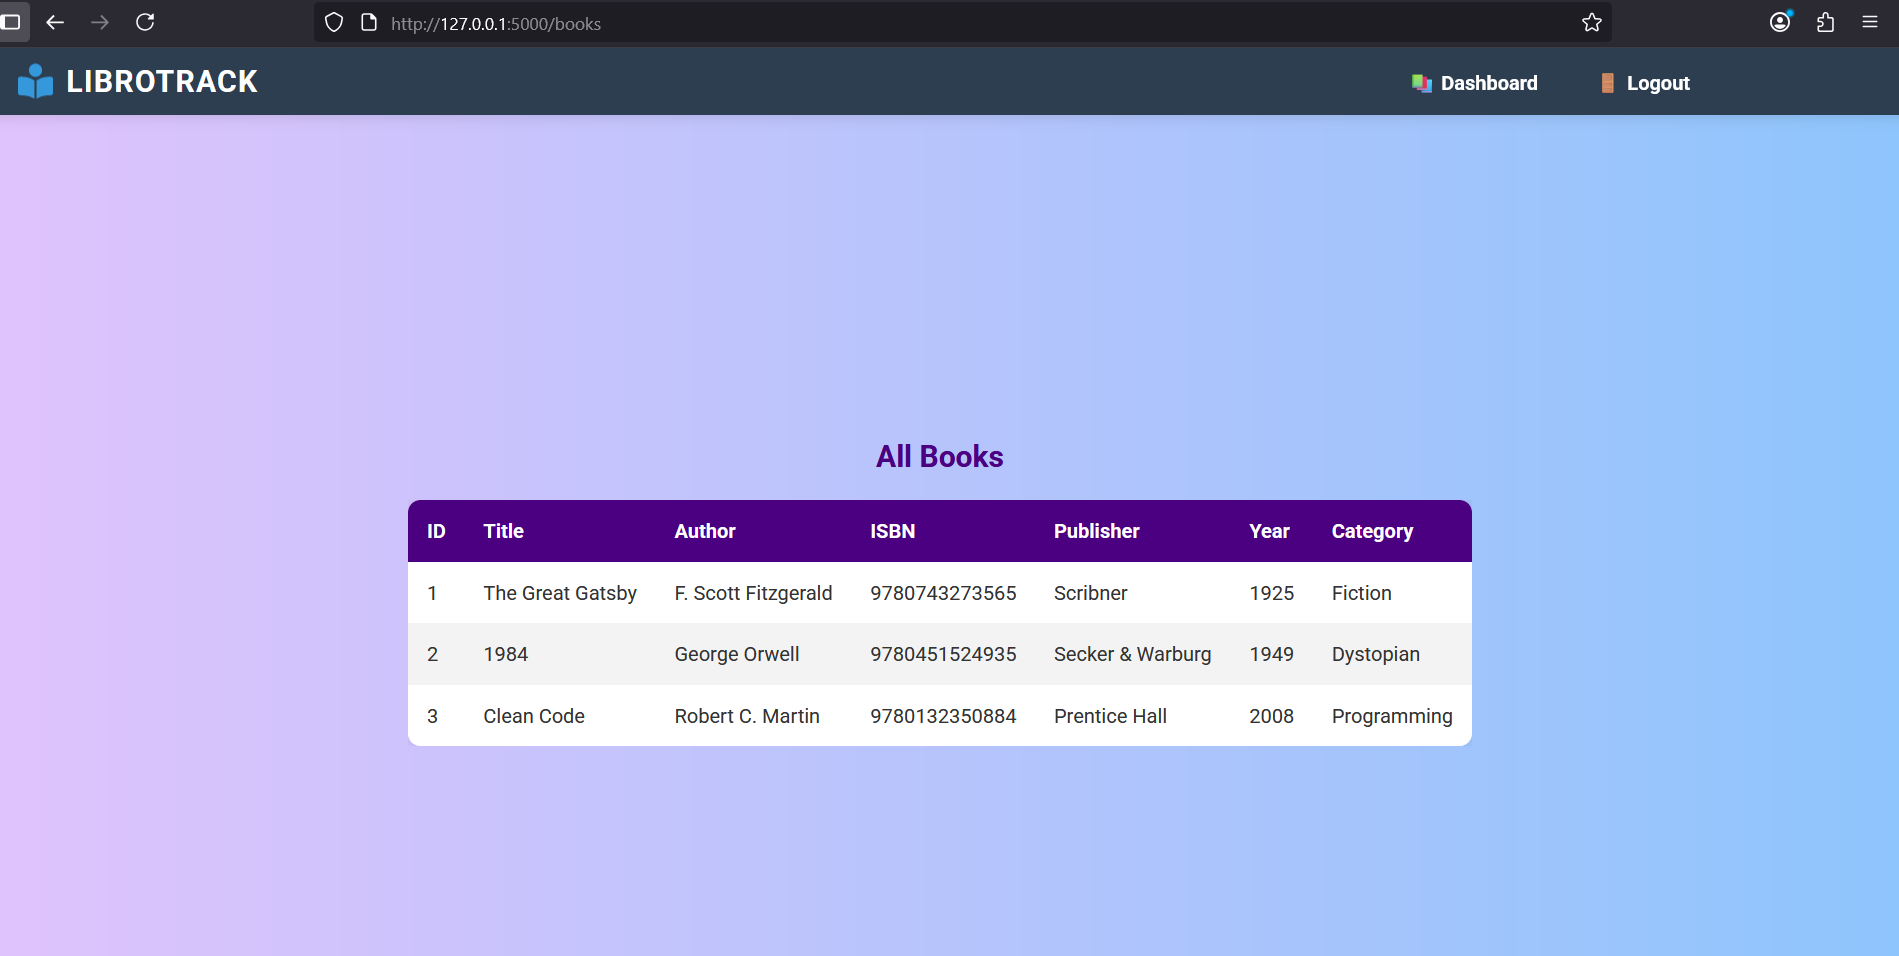 http://127.0.0.1:5000/books
LIBROTRACK
Dashboard
Logout
All Books
ID Title Author ISBN Publisher Year Category
1 The Great Gatsby F. Scott Fitzgerald 9780743273565 Scribner 1925 Fiction
2 1984 George Orwell 9780451524935 Secker & Warburg 1949 Dystopian
3 Clean Code Robert C. Martin 9780132350884 Prentice Hall 2008 Programming